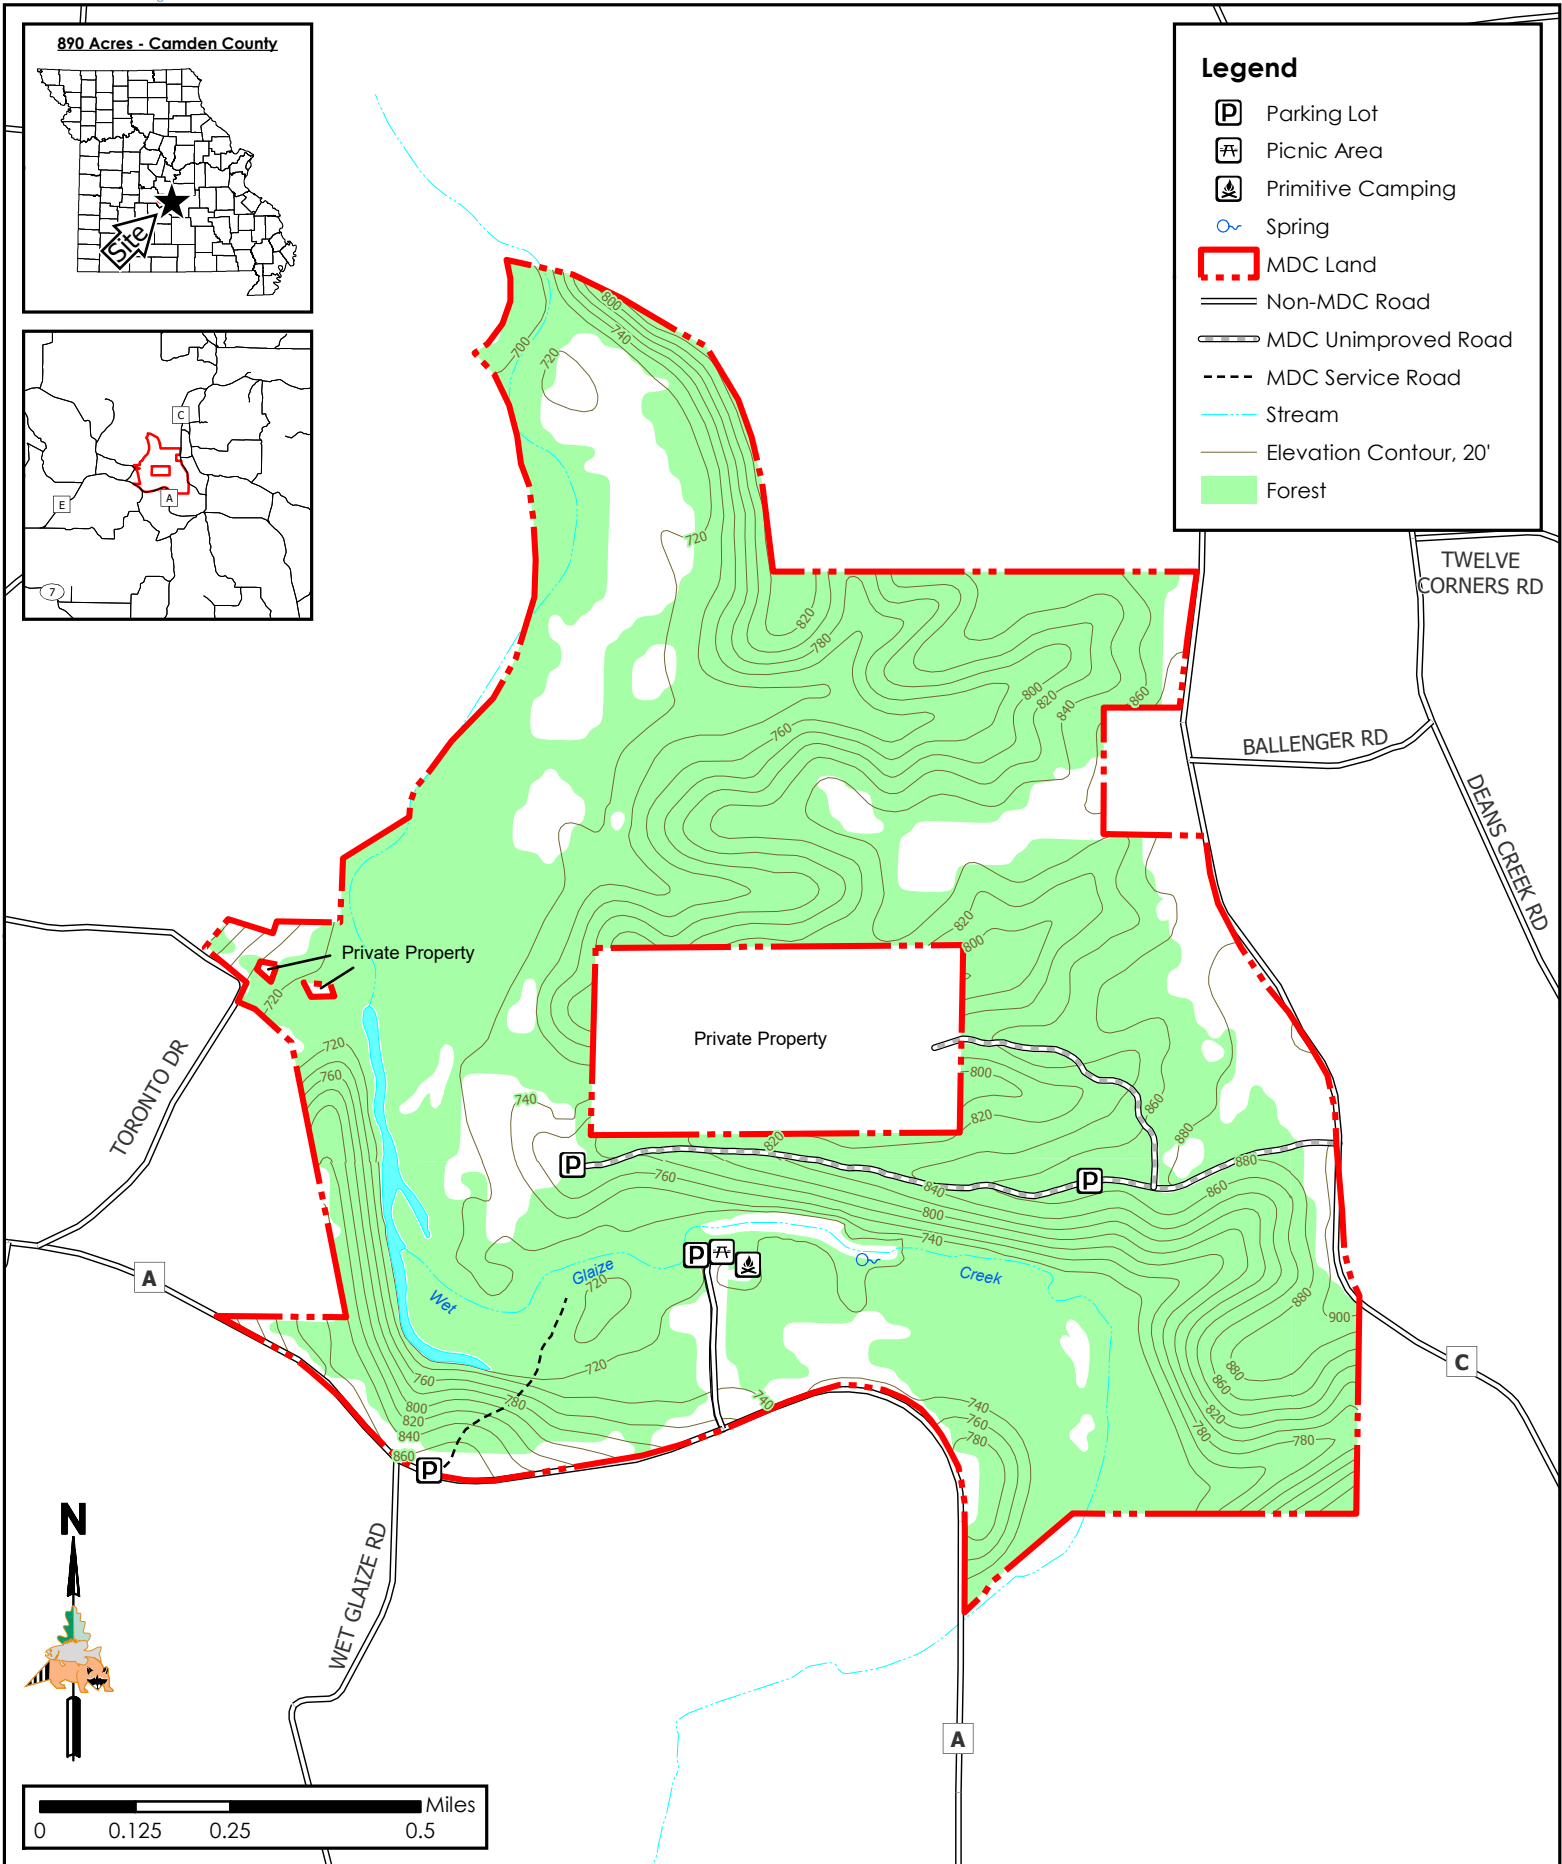 890 Acres - Camden County
Site
C
E
A
7
Legend
P
Parking Lot
Picnic Area
Primitive Camping
Spring
MDC Land
Non-MDC Road
MDC Unimproved Road
MDC Service Road
Stream
Elevation Contour, 20'
Forest
TWELVE
CORNERS RD
BALLENGER RD
DEANS CREEK RD
800
740
700
720
720
820
780
800
820
840
860
760
820
800
Private Property
720
Private Property
720
760
TORONTO DR
740
800
820
860
880
820
P
P
760
840
800
740
880
860
P
Glaize
Creek
Wet
720
880
900
A
C
720
760
780
800
820
840
860
740
740
760
780
880
860
820
780
780
P
N
WET GLAIZE RD
A
Miles
0
0.125
0.25
0.5